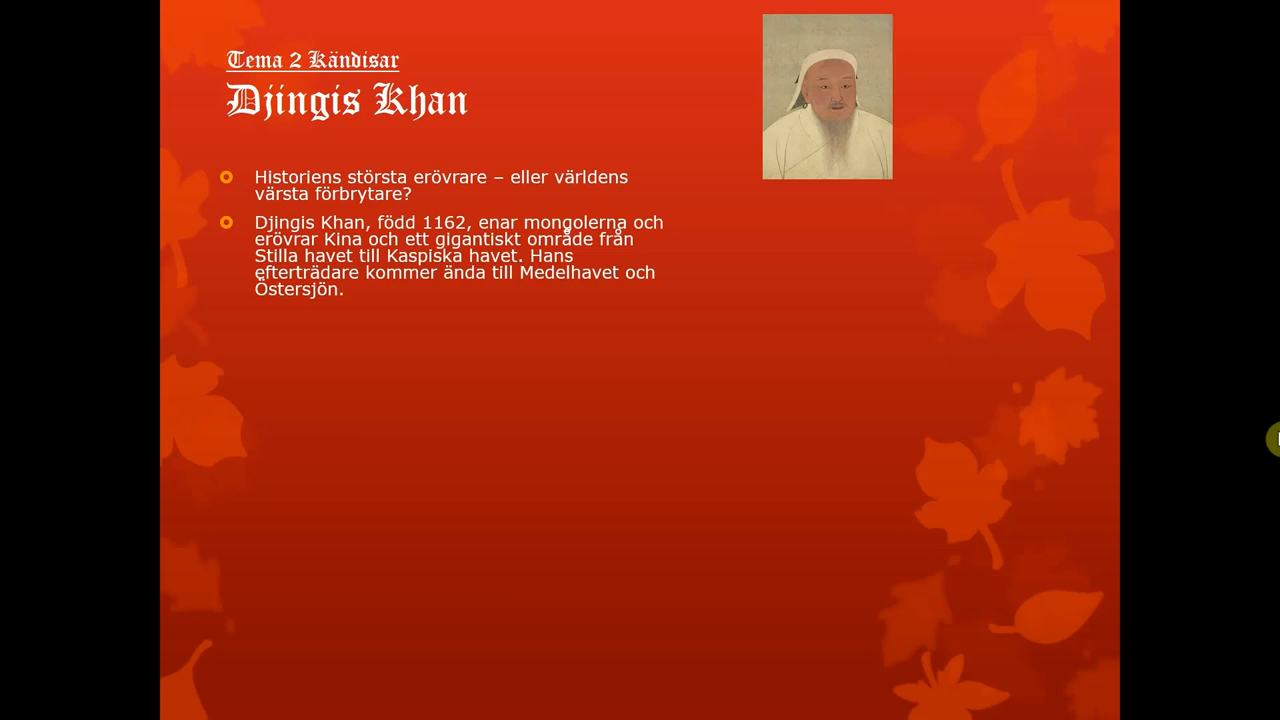 Tema 2 Kändisar
Djingis Khan
Historiens största erövrare – eller världens
värsta förbrytare?
Djingis Khan, född 1162, enar mongolerna och
erövrar Kina och ett gigantiskt område från
Stilla havet till Kaspiska havet. Hans
efterträdare kommer ända till Medelhavet och
Östersjön.